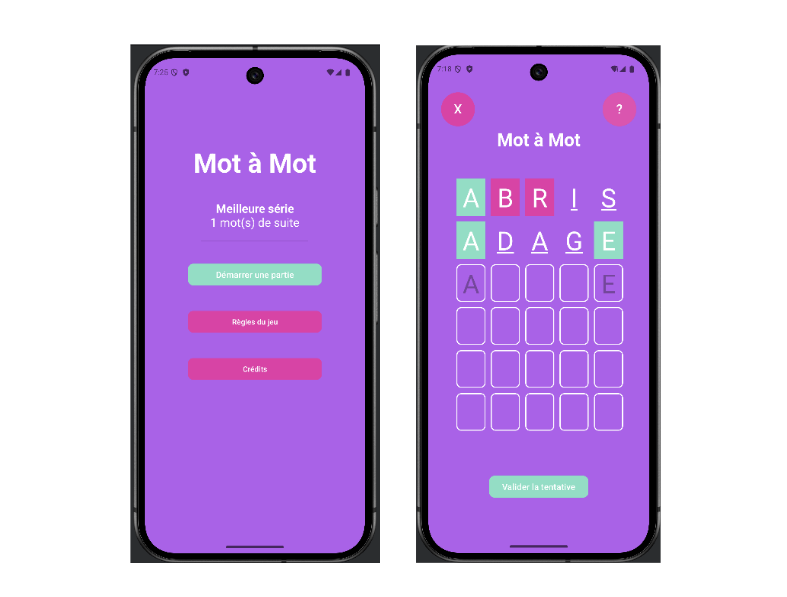 7:25
Mot à Mot
Meilleure série
1 mot(s) de suite
Démarrer une partie
Règles du jeu
Crédits
7:18
X
?
Mot à Mot
A B R I S
A D A G E
A E
Valider la tentative